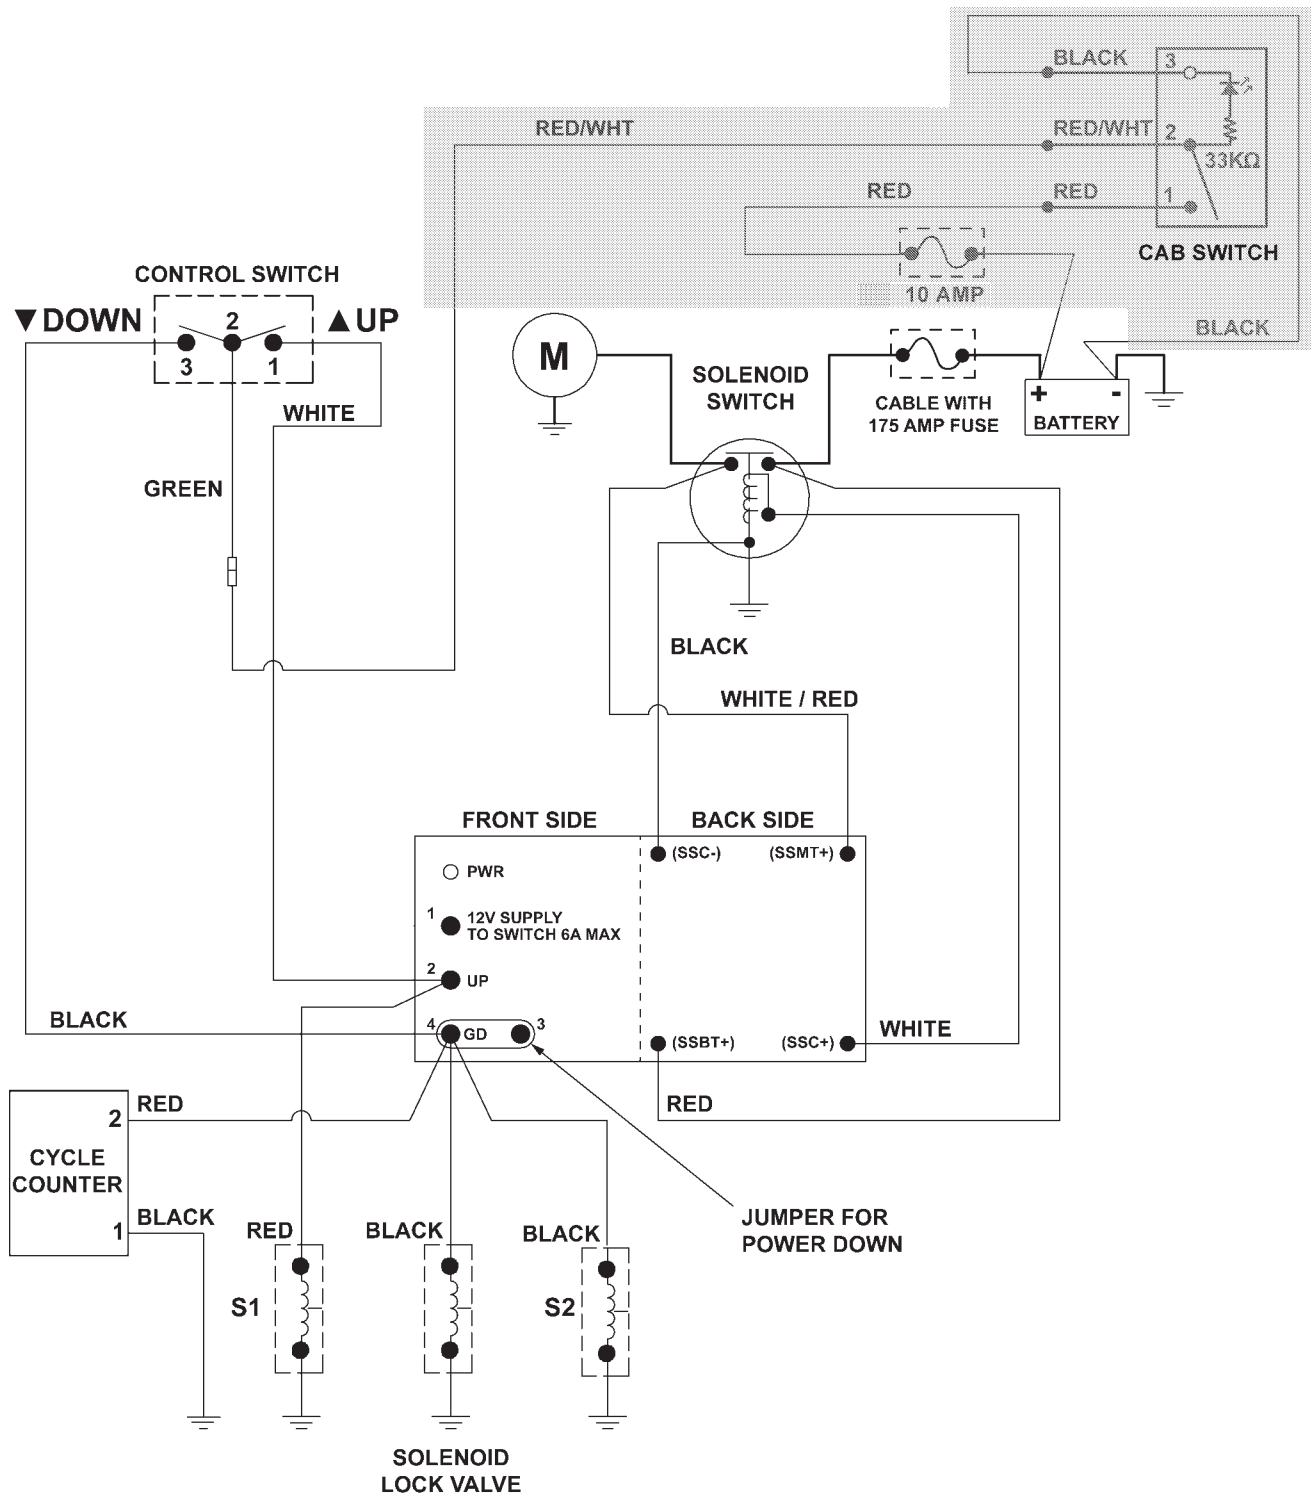 BLACK
3
RED/WHT
RED/WHT
2
33KΩ
RED
RED
1
CAB SWITCH
10 AMP
BLACK
CONTROL SWITCH
▼DOWN
2
▲UP
3
1
WHITE
GREEN
M
SOLENOID
SWITCH
CABLE WITH
175 AMP FUSE
+
-
BATTERY
BLACK
WHITE / RED
FRONT SIDE
BACK SIDE
(SSC-)
(SSMT+)
PWR
1
12V SUPPLY
TO SWITCH 6A MAX
2
UP
BLACK
4
GD
3
(SSBT+)
(SSC+)
WHITE
RED
RED
2
CYCLE
COUNTER
1
BLACK
JUMPER FOR
POWER DOWN
RED
BLACK
BLACK
S1
S2
SOLENOID
LOCK VALVE